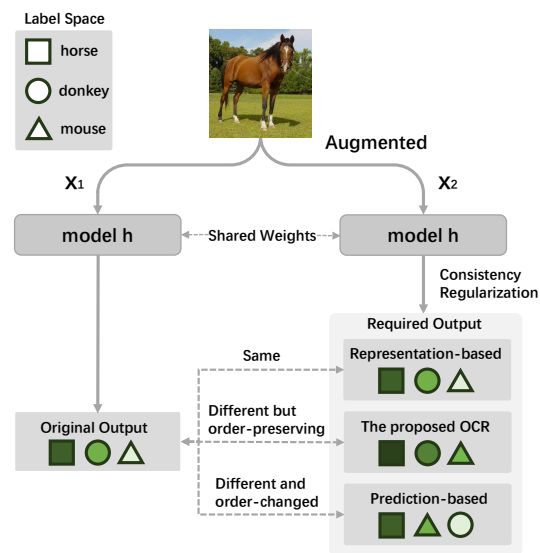 Label Space
horse
donkey
mouse
Augmented
X1
X2
model h
Shared Weights
model h
Consistency
Regularization
Required Output
Same
Representation-based
Different but
order-preserving
Original Output
The proposed OCR
Different and
order-changed
Prediction-based